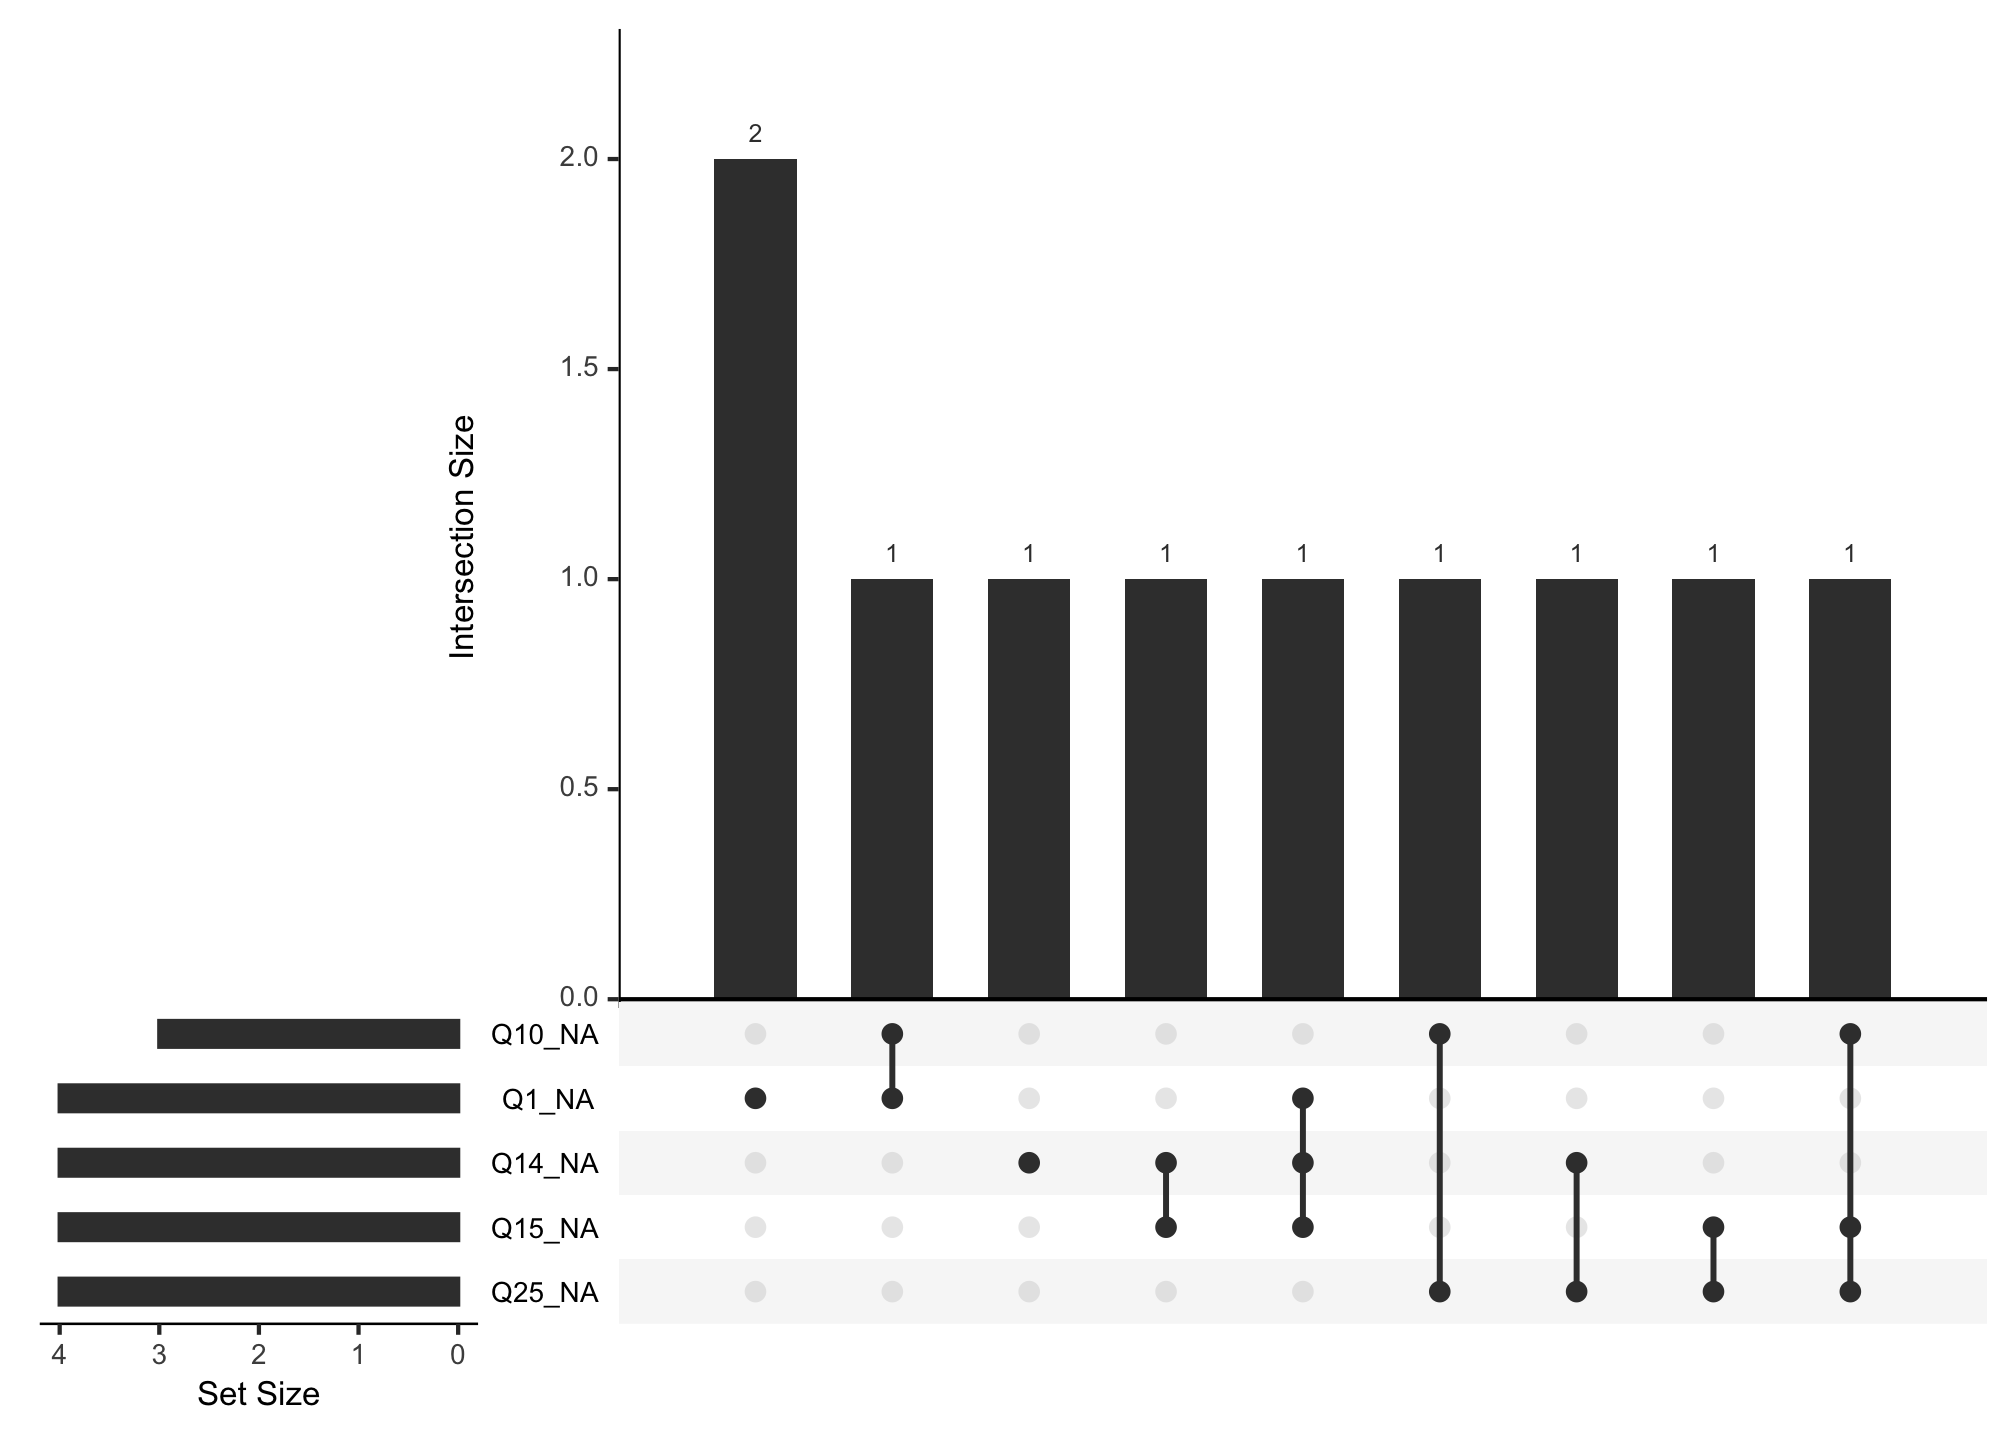 2
2.0
1.5
1 1 1 1 1 1 1 1
1.0
0.5
0.0
Intersection Size
Q10_NA
Q1_NA
Q14_NA
Q15_NA
Q25_NA
4 3 2 1 0
Set Size